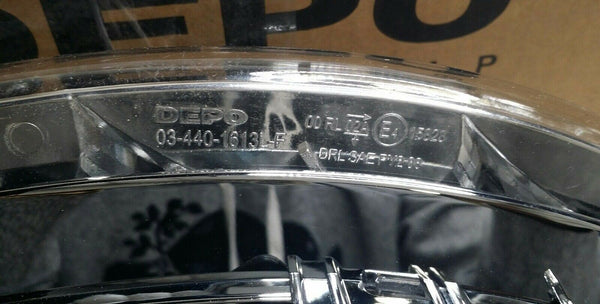 DEPO
DEPO
03-440-1613L-F
00 RL
E4
DRL SAE